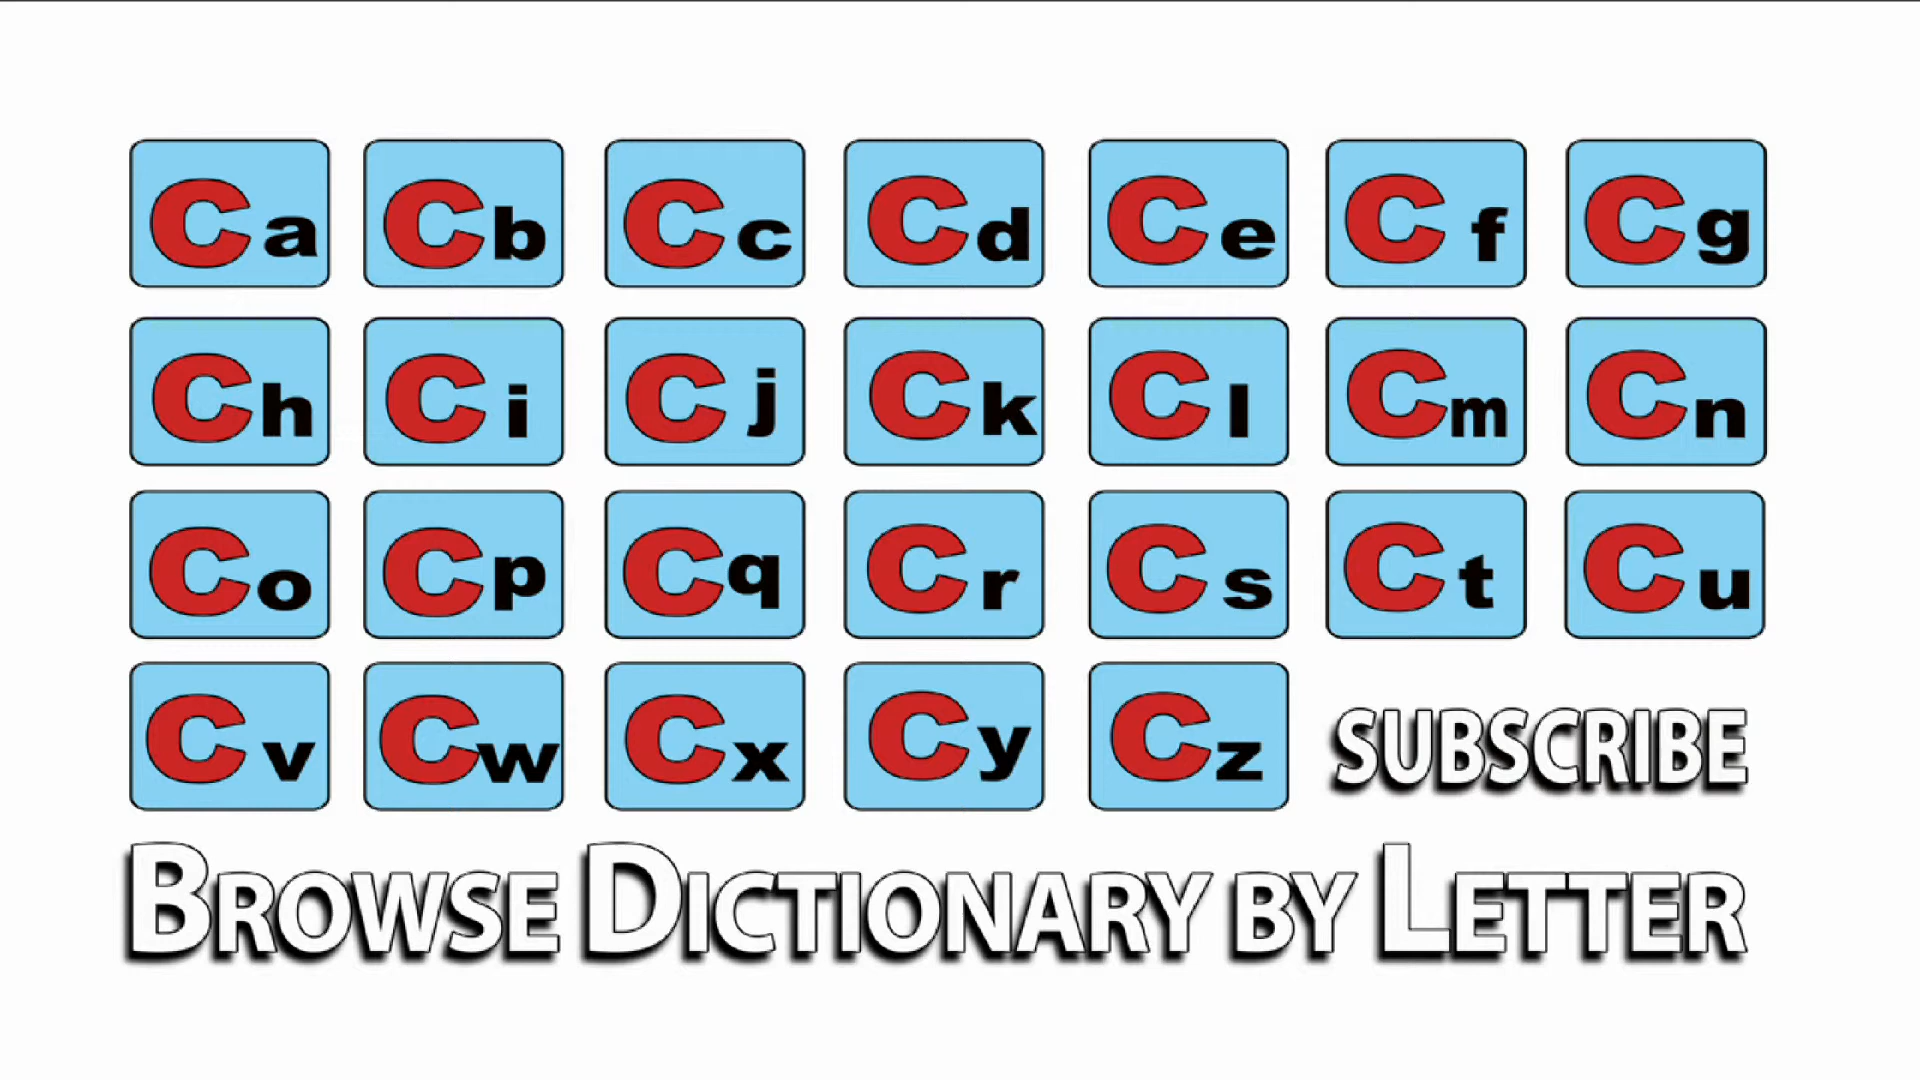 Ca Cb Cc Cd Ce Cf Cg
Ch Ci Cj Ck Cl Cm Cn
Co Cp Cq Cr Cs Ct Cu
Cv Cw Cx Cy Cz SUBSCRIBE
BROWSE DICTIONARY BY LETTER